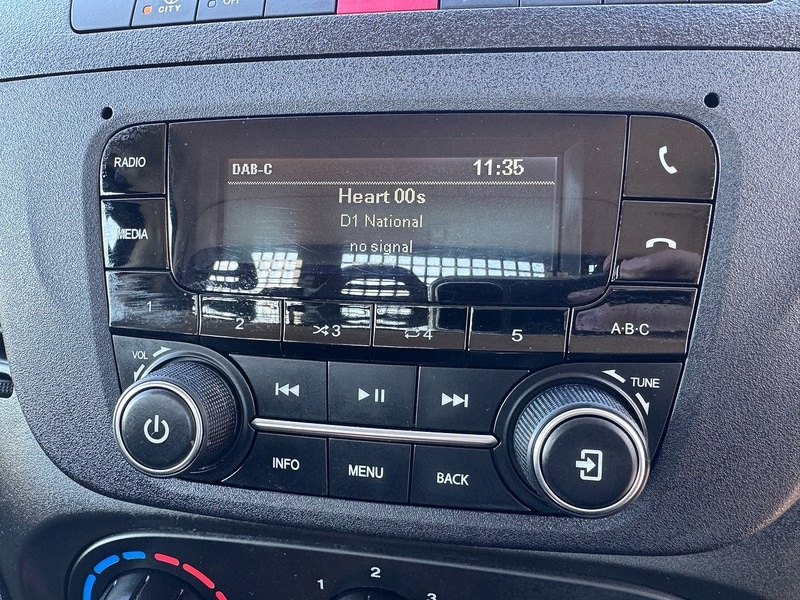 CITY
OFF
RADIO
DAB-C 11:35
Heart 00s
D1 National
no signal
MEDIA
1
2
3
4
5
A·B·C
VOL
TUNE
INFO
MENU
BACK
1
2
3